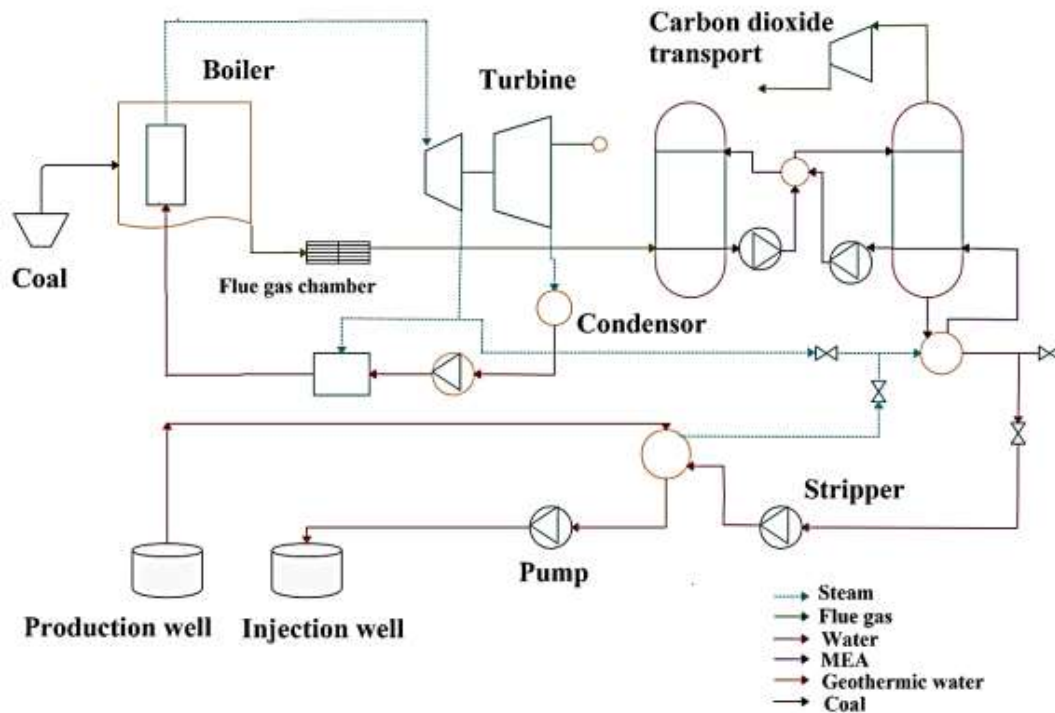 Carbon dioxide
transport
Boiler
Turbine
Coal
Flue gas chamber
Condensor
Stripper
Pump
Production well
Injection well
Steam
Flue gas
Water
MEA
Geothermic water
Coal